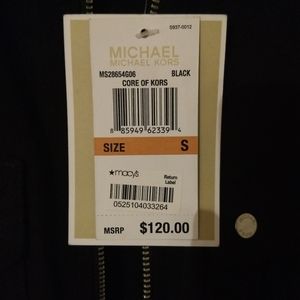 5937-0012
MICHAEL
MICHAEL KORS
MS28654G06 BLACK
CORE OF KORS
8 85949 62339 4
SIZE S
★macy's Return Label
0525104033264
MSRP $120.00